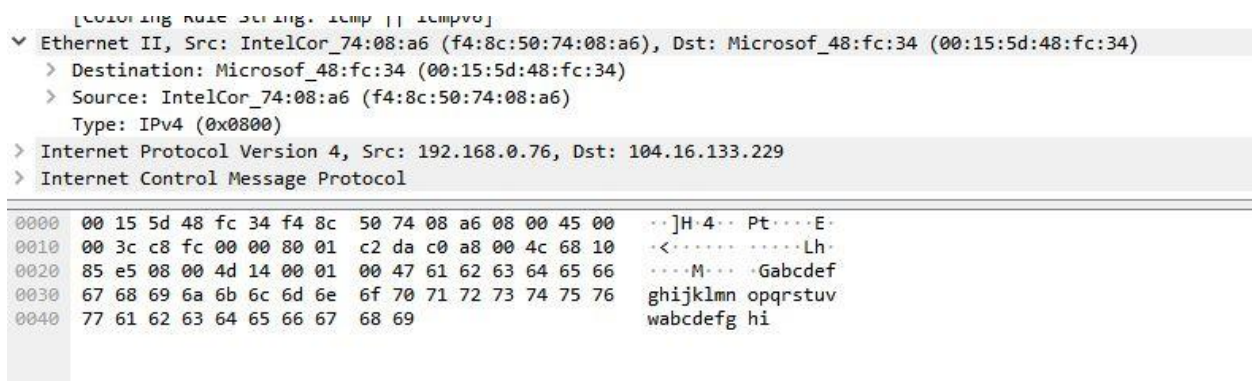 [Coloring Rule String: icmp || icmpv6]
Ethernet II, Src: IntelCor_74:08:a6 (f4:8c:50:74:08:a6), Dst: Microsof_48:fc:34 (00:15:5d:48:fc:34)
Destination: Microsof_48:fc:34 (00:15:5d:48:fc:34)
Source: IntelCor_74:08:a6 (f4:8c:50:74:08:a6)
Type: IPv4 (0x0800)
Internet Protocol Version 4, Src: 192.168.0.76, Dst: 104.16.133.229
Internet Control Message Protocol
0000 00 15 5d 48 fc 34 f4 8c 50 74 08 a6 08 00 45 00 ··]H·4·· Pt····E·
0010 00 3c c8 fc 00 00 80 01 c2 da c0 a8 00 4c 68 10 ·<······ ·····Lh·
0020 85 e5 08 00 4d 14 00 01 00 47 61 62 63 64 65 66 ····M··· ·Gabcdef
0030 67 68 69 6a 6b 6c 6d 6e 6f 70 71 72 73 74 75 76 ghijklmn opqrstuv
0040 77 61 62 63 64 65 66 67 68 69 wabcdefg hi